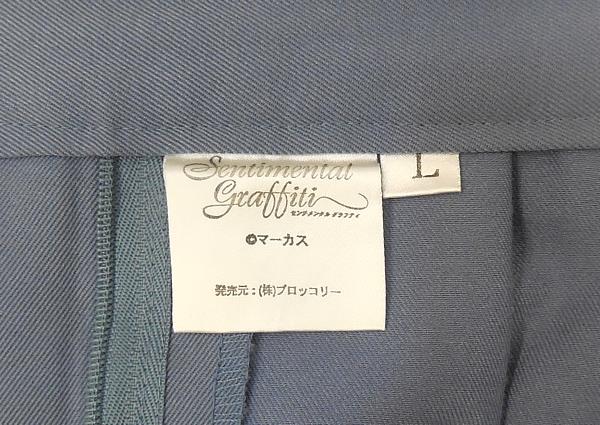 Sentimental
Graffiti
センチメンタルグラフティ
©マーカス
発売元：(株)ブロッコリー
L